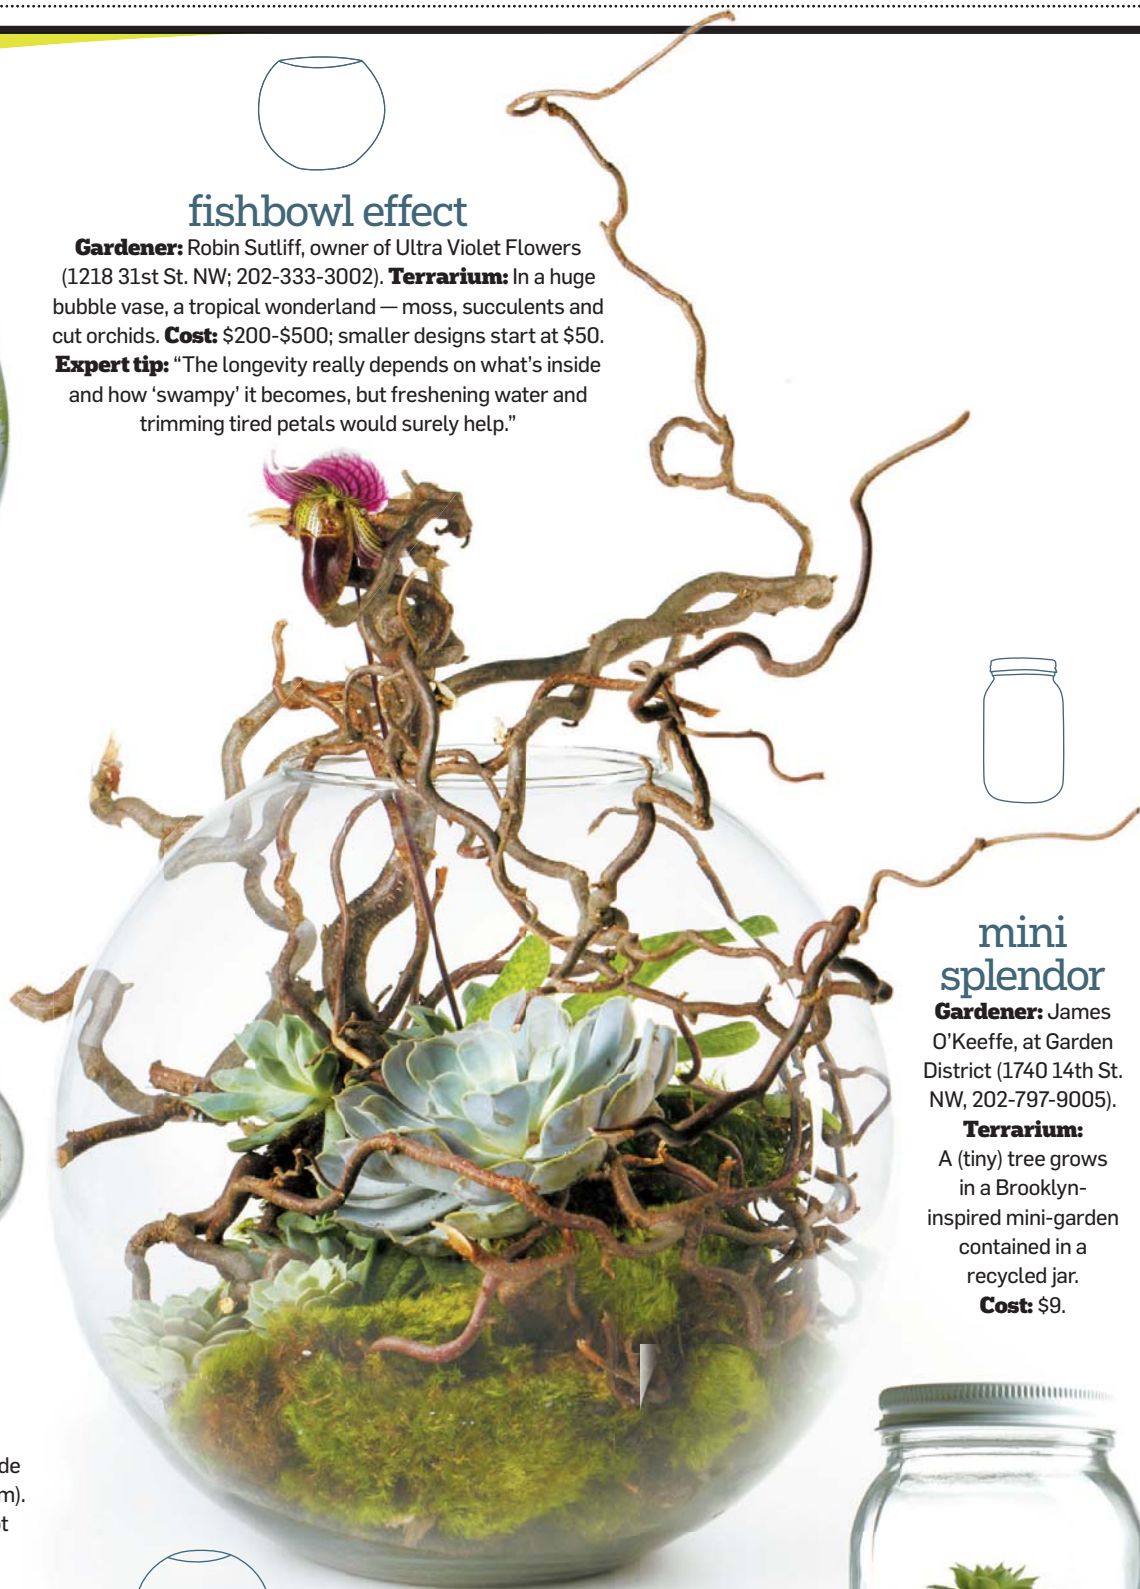 fishbowl effect
Gardener: Robin Sutliff, owner of Ultra Violet Flowers
(1218 31st St. NW; 202-333-3002). Terrarium: In a huge
bubble vase, a tropical wonderland — moss, succulents and
cut orchids. Cost: $200-$500; smaller designs start at $50.
Expert tip: “The longevity really depends on what’s inside
and how ‘swampy’ it becomes, but freshening water and
trimming tired petals would surely help.”
mini
splendor
Gardener: James
O’Keeffe, at Garden
District (1740 14th St.
NW, 202-797-9005).
Terrarium:
A (tiny) tree grows
in a Brooklyn-
inspired mini-garden
contained in a
recycled jar.
Cost: $9.